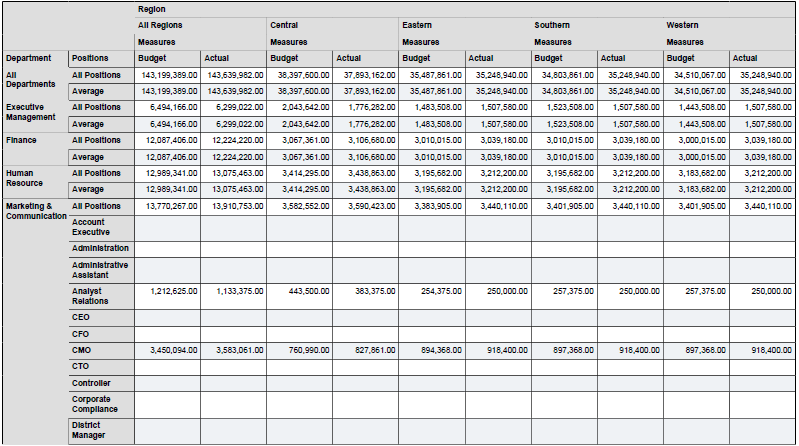 Region
All Regions Central Eastern Southern Western
Measures Measures Measures Measures Measures
Department Positions Budget Actual Budget Actual Budget Actual Budget Actual Budget Actual
All Departments All Positions 143,199,389.00 143,639,982.00 38,397,600.00 37,893,162.00 35,487,861.00 35,248,940.00 34,803,861.00 35,248,940.00 34,510,067.00 35,248,940.00
Average 143,199,389.00 143,639,982.00 38,397,600.00 37,893,162.00 35,487,861.00 35,248,940.00 34,803,861.00 35,248,940.00 34,510,067.00 35,248,940.00
Executive Management All Positions 6,494,166.00 6,299,022.00 2,043,642.00 1,776,282.00 1,483,508.00 1,507,580.00 1,523,508.00 1,507,580.00 1,443,508.00 1,507,580.00
Average 6,494,166.00 6,299,022.00 2,043,642.00 1,776,282.00 1,483,508.00 1,507,580.00 1,523,508.00 1,507,580.00 1,443,508.00 1,507,580.00
Finance All Positions 12,087,406.00 12,224,220.00 3,067,361.00 3,106,680.00 3,010,015.00 3,039,180.00 3,010,015.00 3,039,180.00 3,000,015.00 3,039,180.00
Average 12,087,406.00 12,224,220.00 3,067,361.00 3,106,680.00 3,010,015.00 3,039,180.00 3,010,015.00 3,039,180.00 3,000,015.00 3,039,180.00
Human Resource All Positions 12,989,341.00 13,075,463.00 3,414,295.00 3,438,863.00 3,195,682.00 3,212,200.00 3,195,682.00 3,212,200.00 3,183,682.00 3,212,200.00
Average 12,989,341.00 13,075,463.00 3,414,295.00 3,438,863.00 3,195,682.00 3,212,200.00 3,195,682.00 3,212,200.00 3,183,682.00 3,212,200.00
Marketing & Communication All Positions 13,770,267.00 13,910,753.00 3,582,552.00 3,590,423.00 3,383,905.00 3,440,110.00 3,401,905.00 3,440,110.00 3,401,905.00 3,440,110.00
Account
Executive
Administration
Administrative
Assistant
Analyst Relations 1,212,625.00 1,133,375.00 443,500.00 383,375.00 254,375.00 250,000.00 257,375.00 250,000.00 257,375.00 250,000.00
CEO
CFO
CMO 3,450,094.00 3,583,061.00 760,990.00 827,861.00 894,368.00 918,400.00 897,368.00 918,400.00 897,368.00 918,400.00
CTO
Controller
Corporate
Compliance
District
Manager